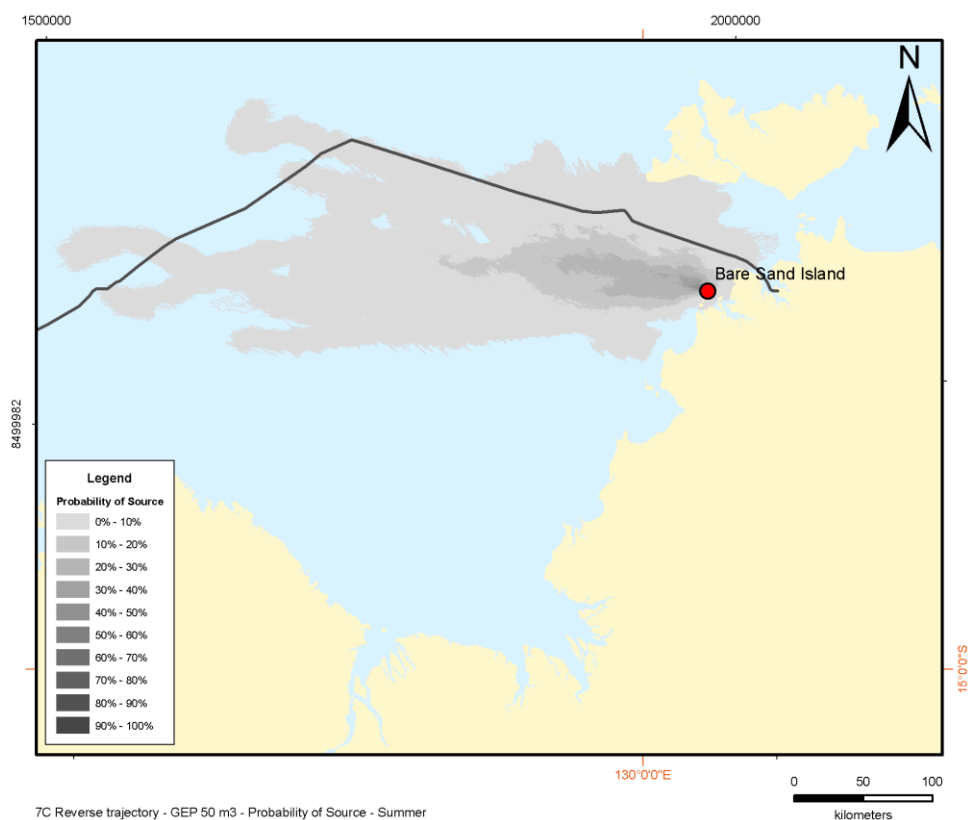 1500000
2000000
N
Bare Sand Island
8499982
Legend
Probability of Source
0% - 10%
10% - 20%
20% - 30%
30% - 40%
40% - 50%
50% - 60%
60% - 70%
70% - 80%
80% - 90%
90% - 100%
15°0'0"S
130°0'0"E
0 50 100
kilometers
7C Reverse trajectory - GEP 50 m3 - Probability of Source - Summer